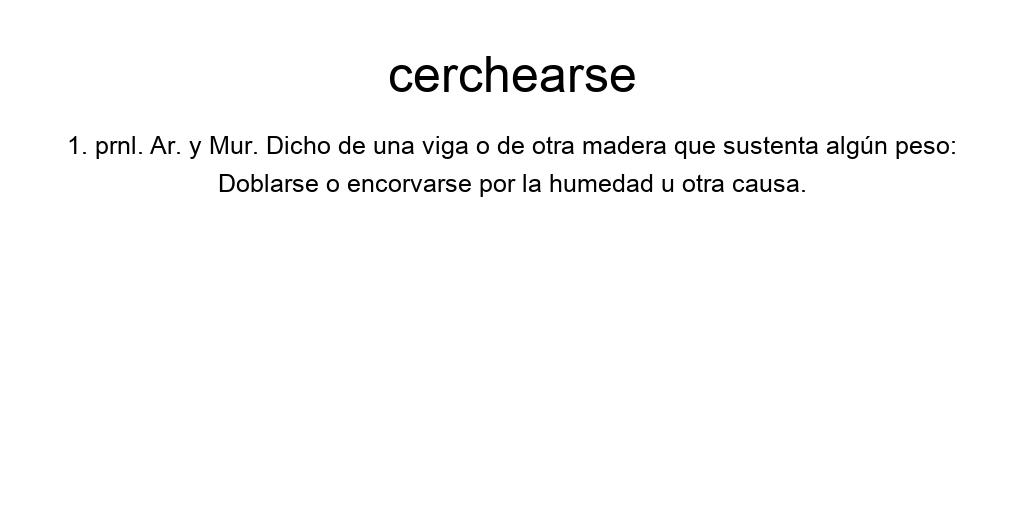 cerchearse
1. prnl. Ar. y Mur. Dicho de una viga o de otra madera que sustenta algún peso:
Doblarse o encorvarse por la humedad u otra causa.